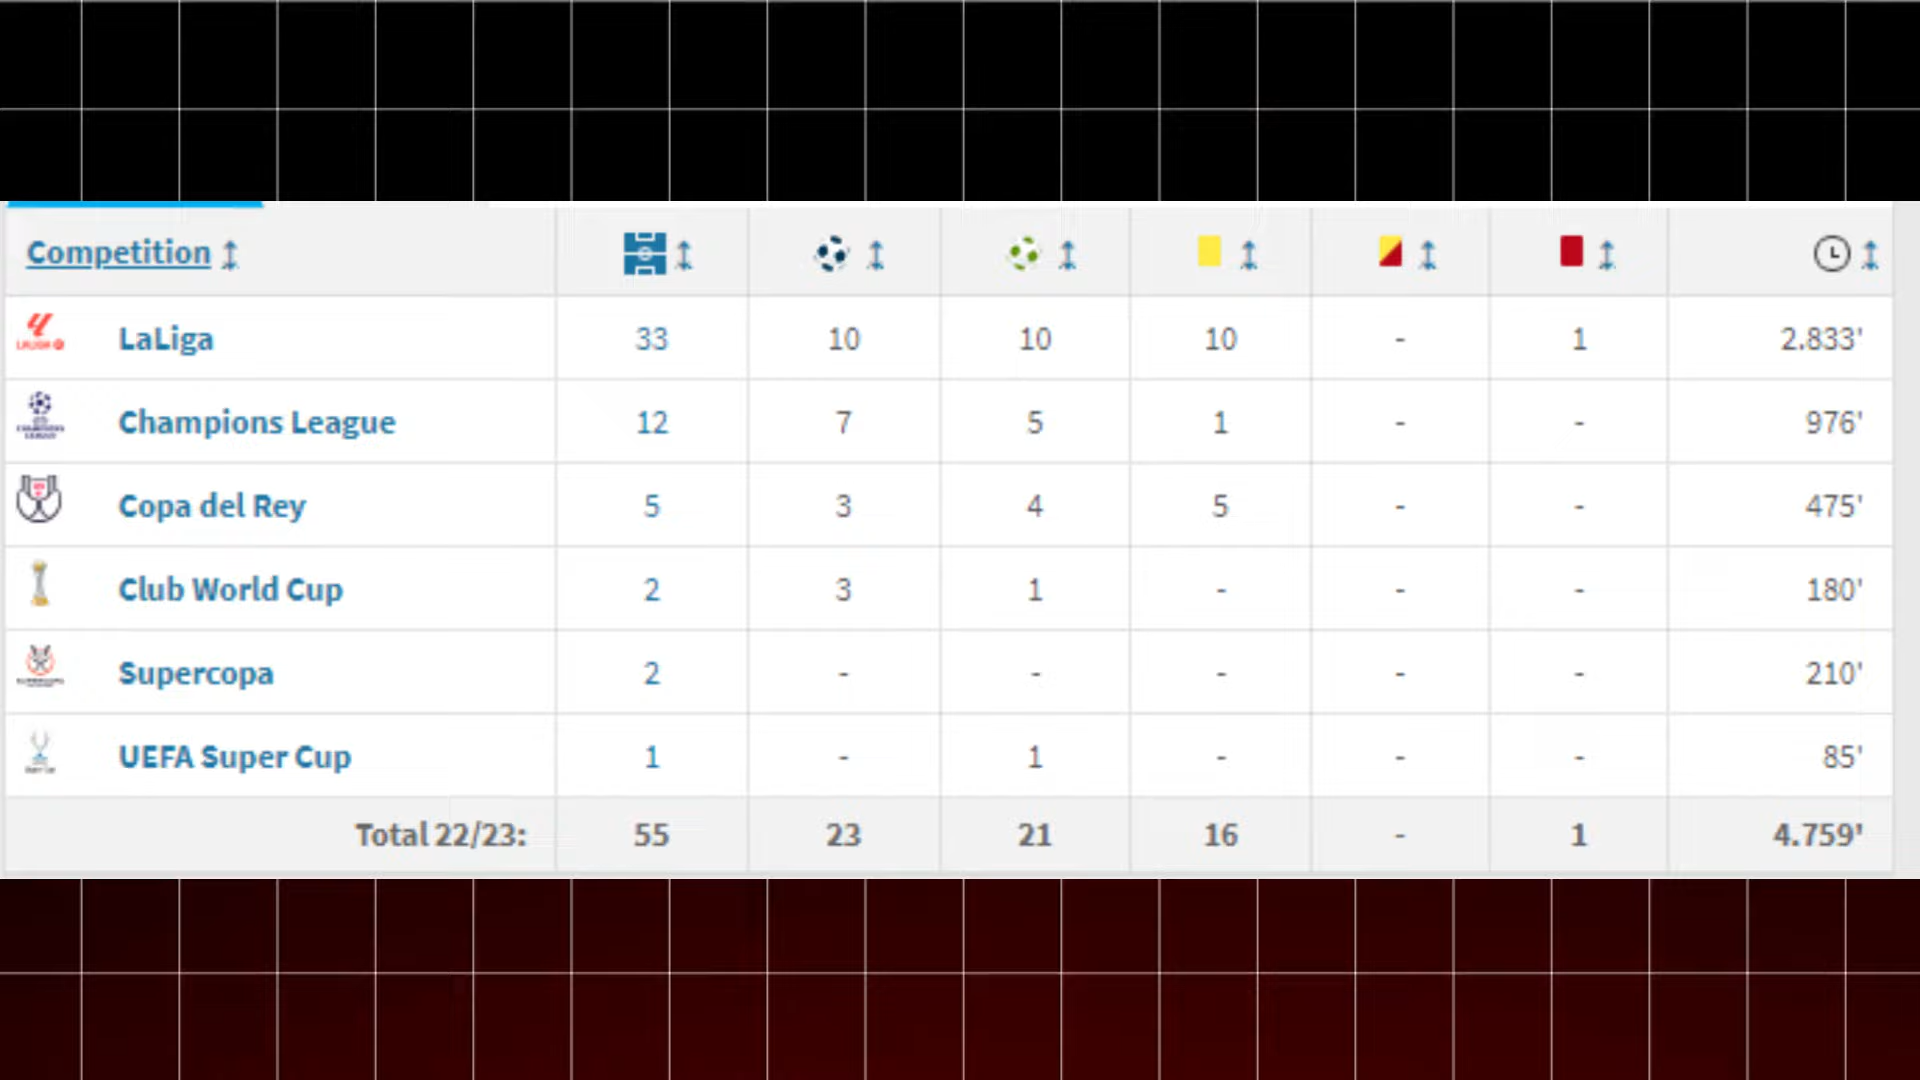 Competition
LaLiga 33 10 10 10 - 1 2.833'
Champions League 12 7 5 1 - - 976'
Copa del Rey 5 3 4 5 - - 475'
Club World Cup 2 3 1 - - - 180'
Supercopa 2 - - - - - 210'
UEFA Super Cup 1 - 1 - - - 85'
Total 22/23: 55 23 21 16 - 1 4.759'